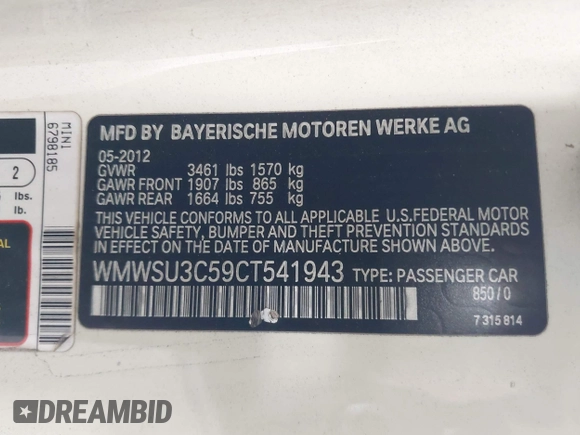 MFD BY BAYERISCHE MOTOREN WERKE AG
05-2012
GVWR 3461 lbs 1570 kg
GAWR FRONT 1907 lbs 865 kg
GAWR REAR 1664 lbs 755 kg
THIS VEHICLE CONFORMS TO ALL APPLICABLE U.S.FEDERAL MOTOR
VEHICLE SAFETY, BUMPER AND THEFT PREVENTION STANDARDS
IN EFFECT ON THE DATE OF MANUFACTURE SHOWN ABOVE.
WMWSU3C59CT541943 TYPE: PASSENGER CAR
850/0
7 315 814
MINI
6798185
2
lbs.
lb.
DREAMBID